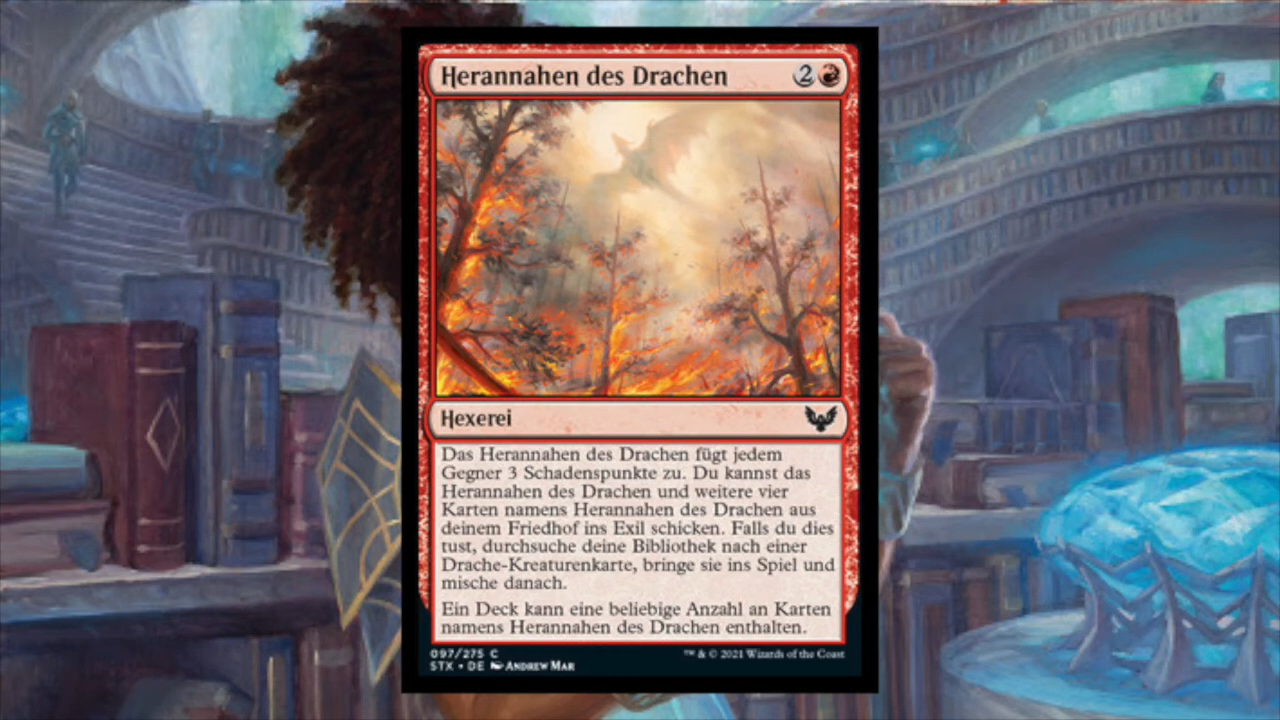 Herannahen des Drachen 2
Hexerei
Das Herannahen des Drachen fügt jedem
Gegner 3 Schadenspunkte zu. Du kannst das
Herannahen des Drachen und weitere vier
Karten namens Herannahen des Drachen aus
deinem Friedhof ins Exil schicken. Falls du dies
tust, durchsuche deine Bibliothek nach einer
Drache-Kreaturenkarte, bringe sie ins Spiel und
mische danach.
Ein Deck kann eine beliebige Anzahl an Karten
namens Herannahen des Drachen enthalten.
097/275 C
STX • DE Andrew Mar
™ & © 2021 Wizards of the Coast